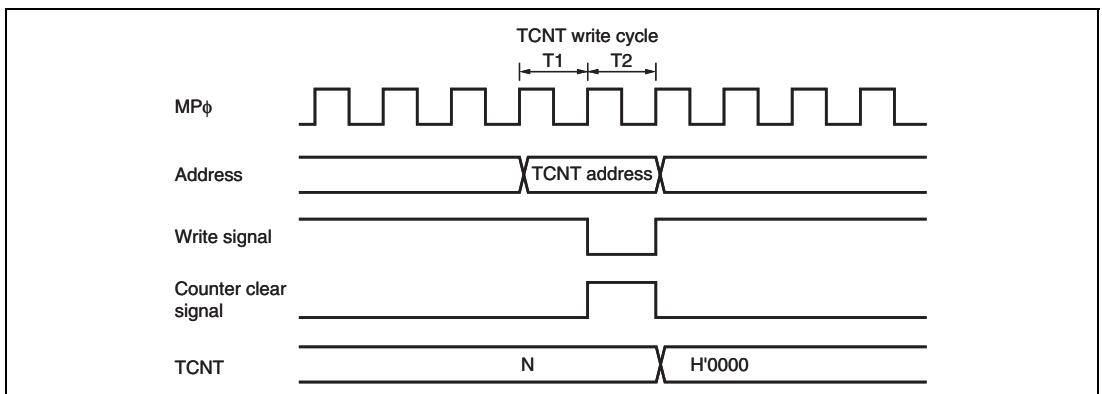 TCNT write cycle
T1 T2
MPϕ
Address TCNT address
Write signal
Counter clear
signal
TCNT N H'0000